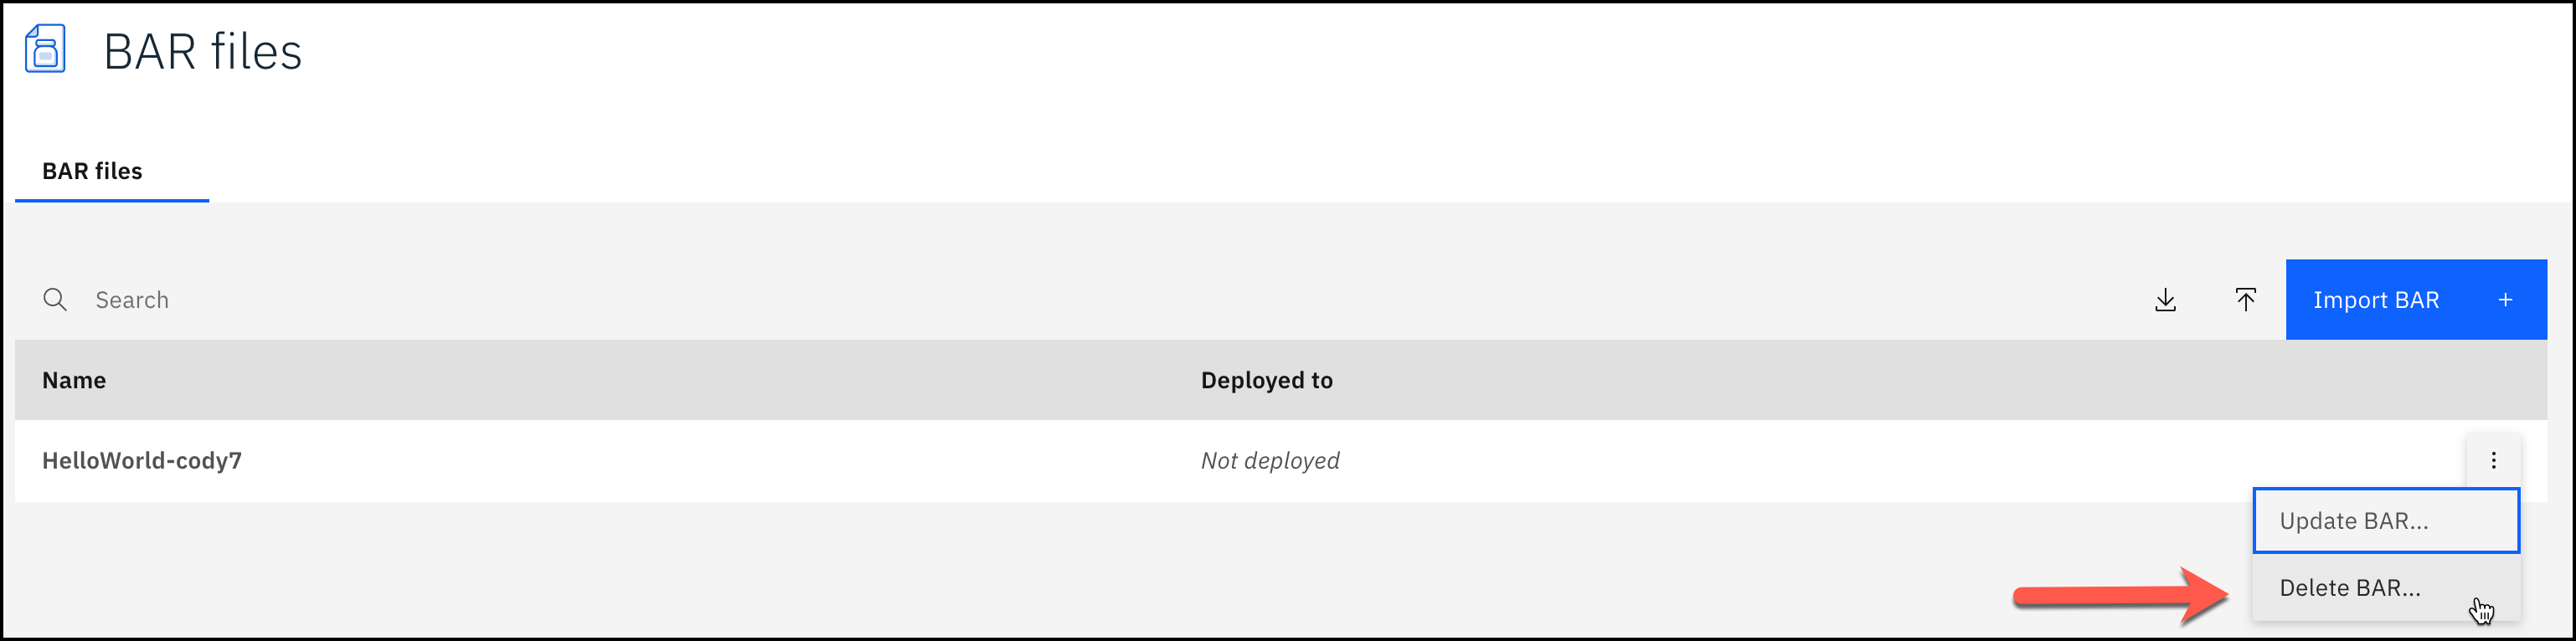 BAR files
BAR files
Search
Import BAR +
Name Deployed to
HelloWorld-cody7 Not deployed
Update BAR...
Delete BAR...